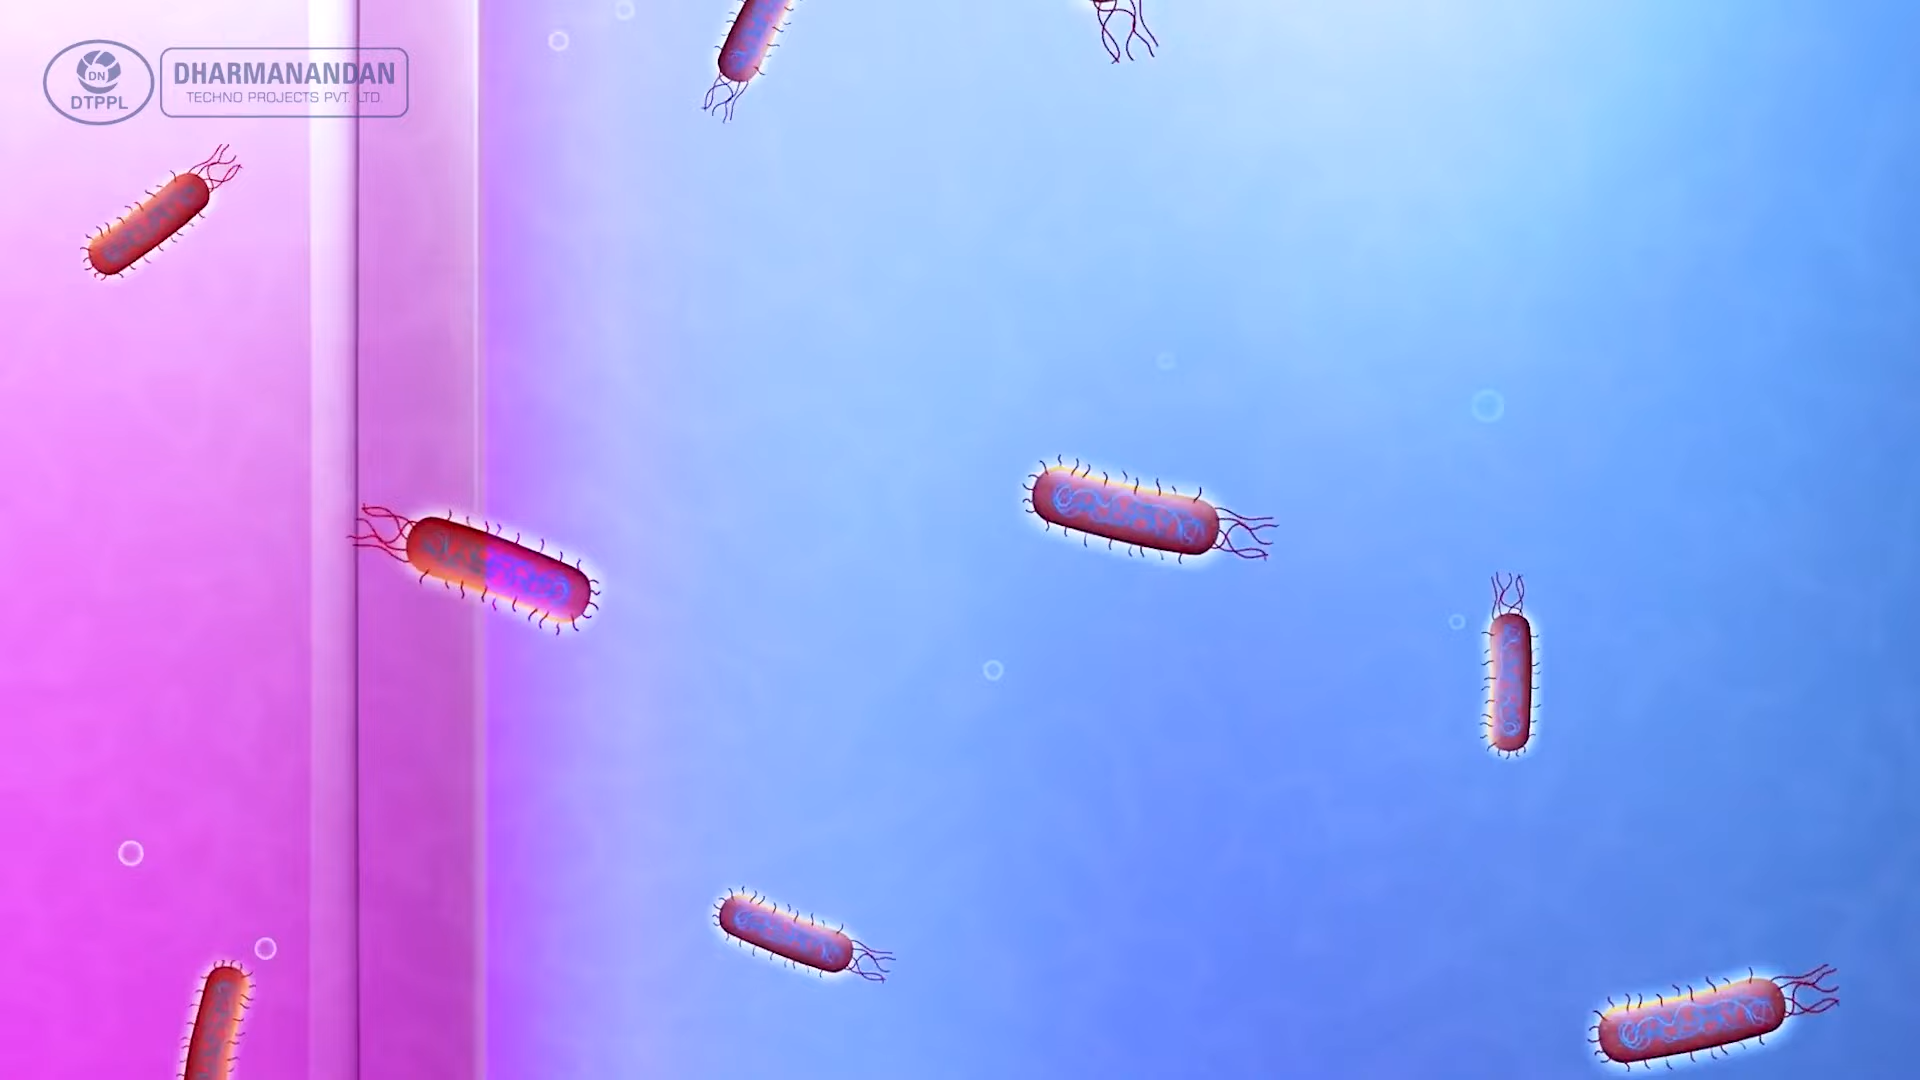 DN
DTPPL
DHARMANANDAN
TECHNO PROJECTS PVT. LTD.